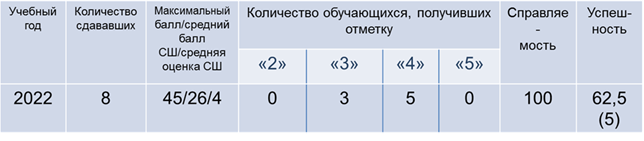 Учебный
год
Количество
сдававших
Максимальный
балл/средний
балл
СШ/средняя
оценка СШ
Количество обучающихся, получивших
отметку
«2» «3» «4» «5»
Справляе
-
мость
Успеш-
ность
2022 8 45/26/4 0 3 5 0 100 62,5
(5)